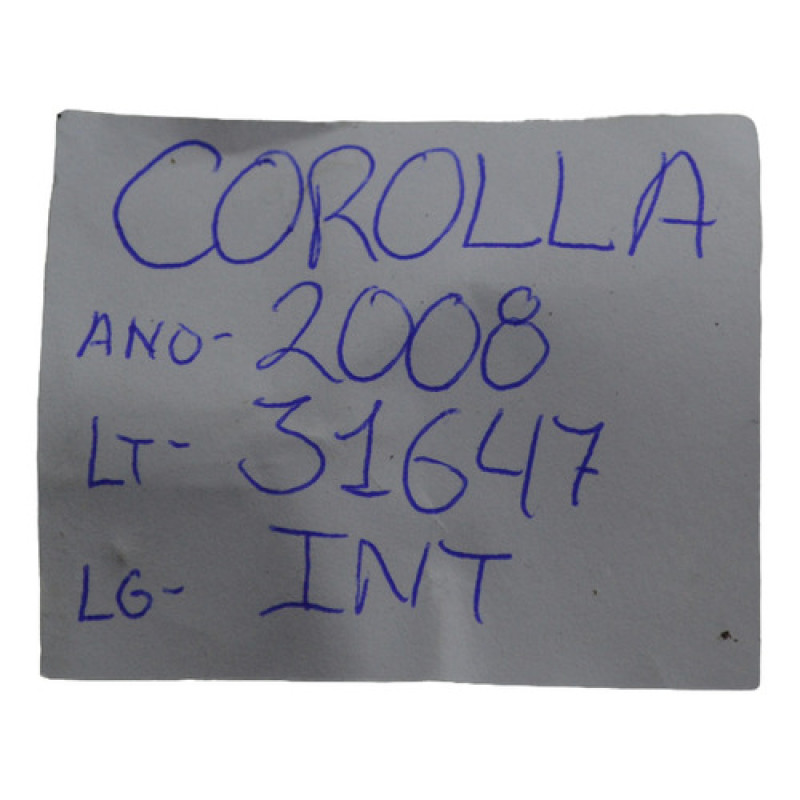 COROLLA
ANO- 2008
LT- 31647
LG- INT